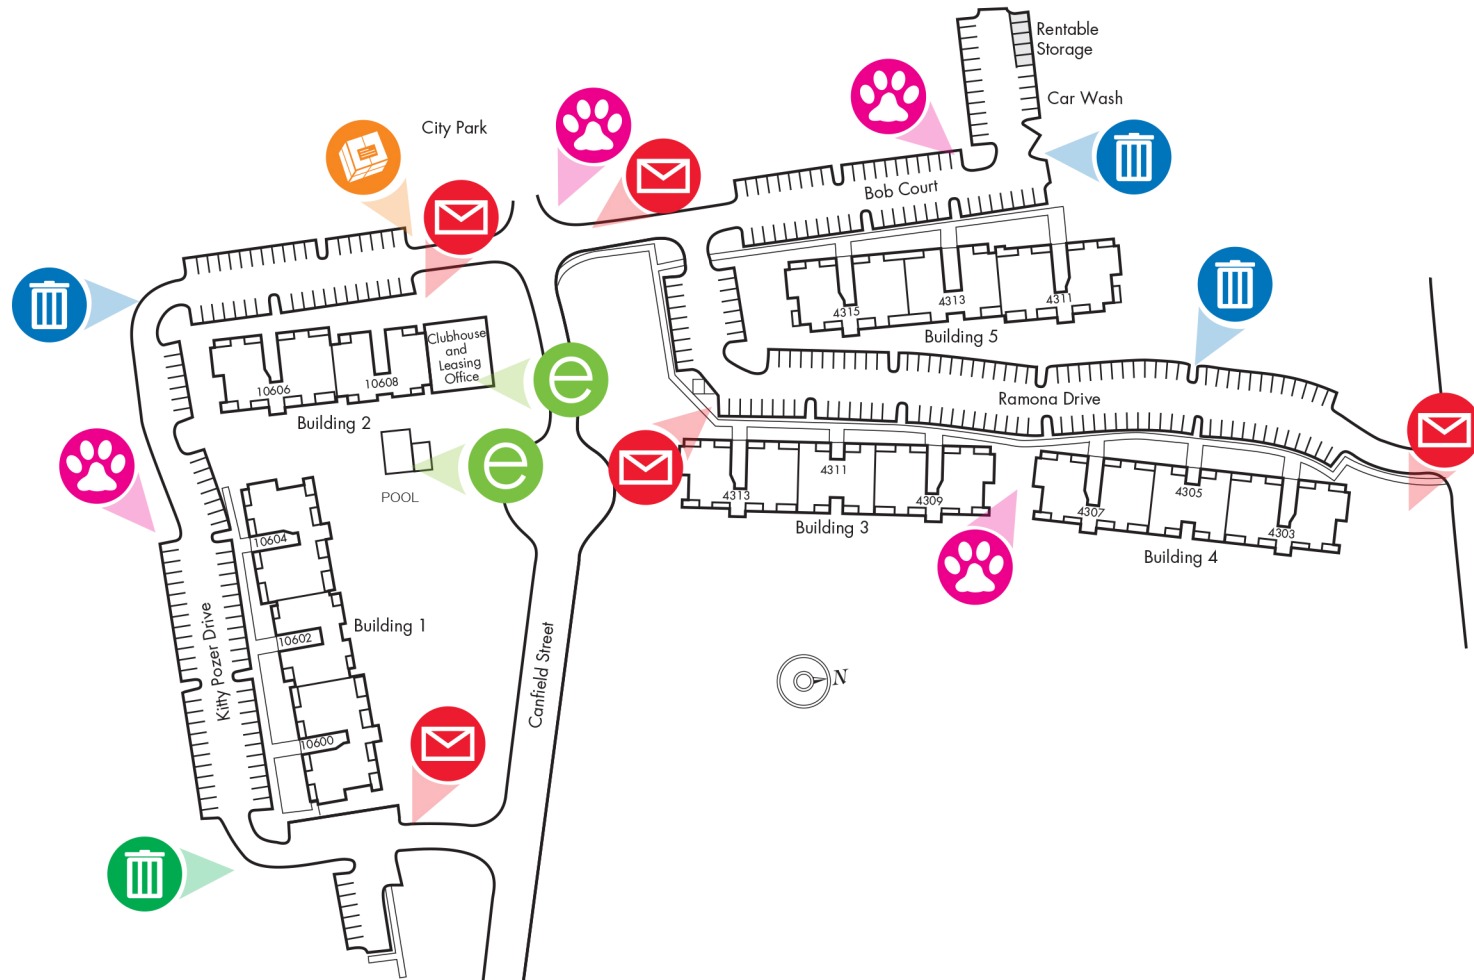 Rentable
Storage
Car Wash
City Park
Bob Court
4315
4313
4311
Building 5
Clubhouse
and
Leasing
Office
10606
10608
Building 2
e
Ramona Drive
POOL
e
4313
4311
4309
Building 3
4307
4305
4303
Building 4
10604
10602
10600
Building 1
Kitty Pozer Drive
Canfield Street
N